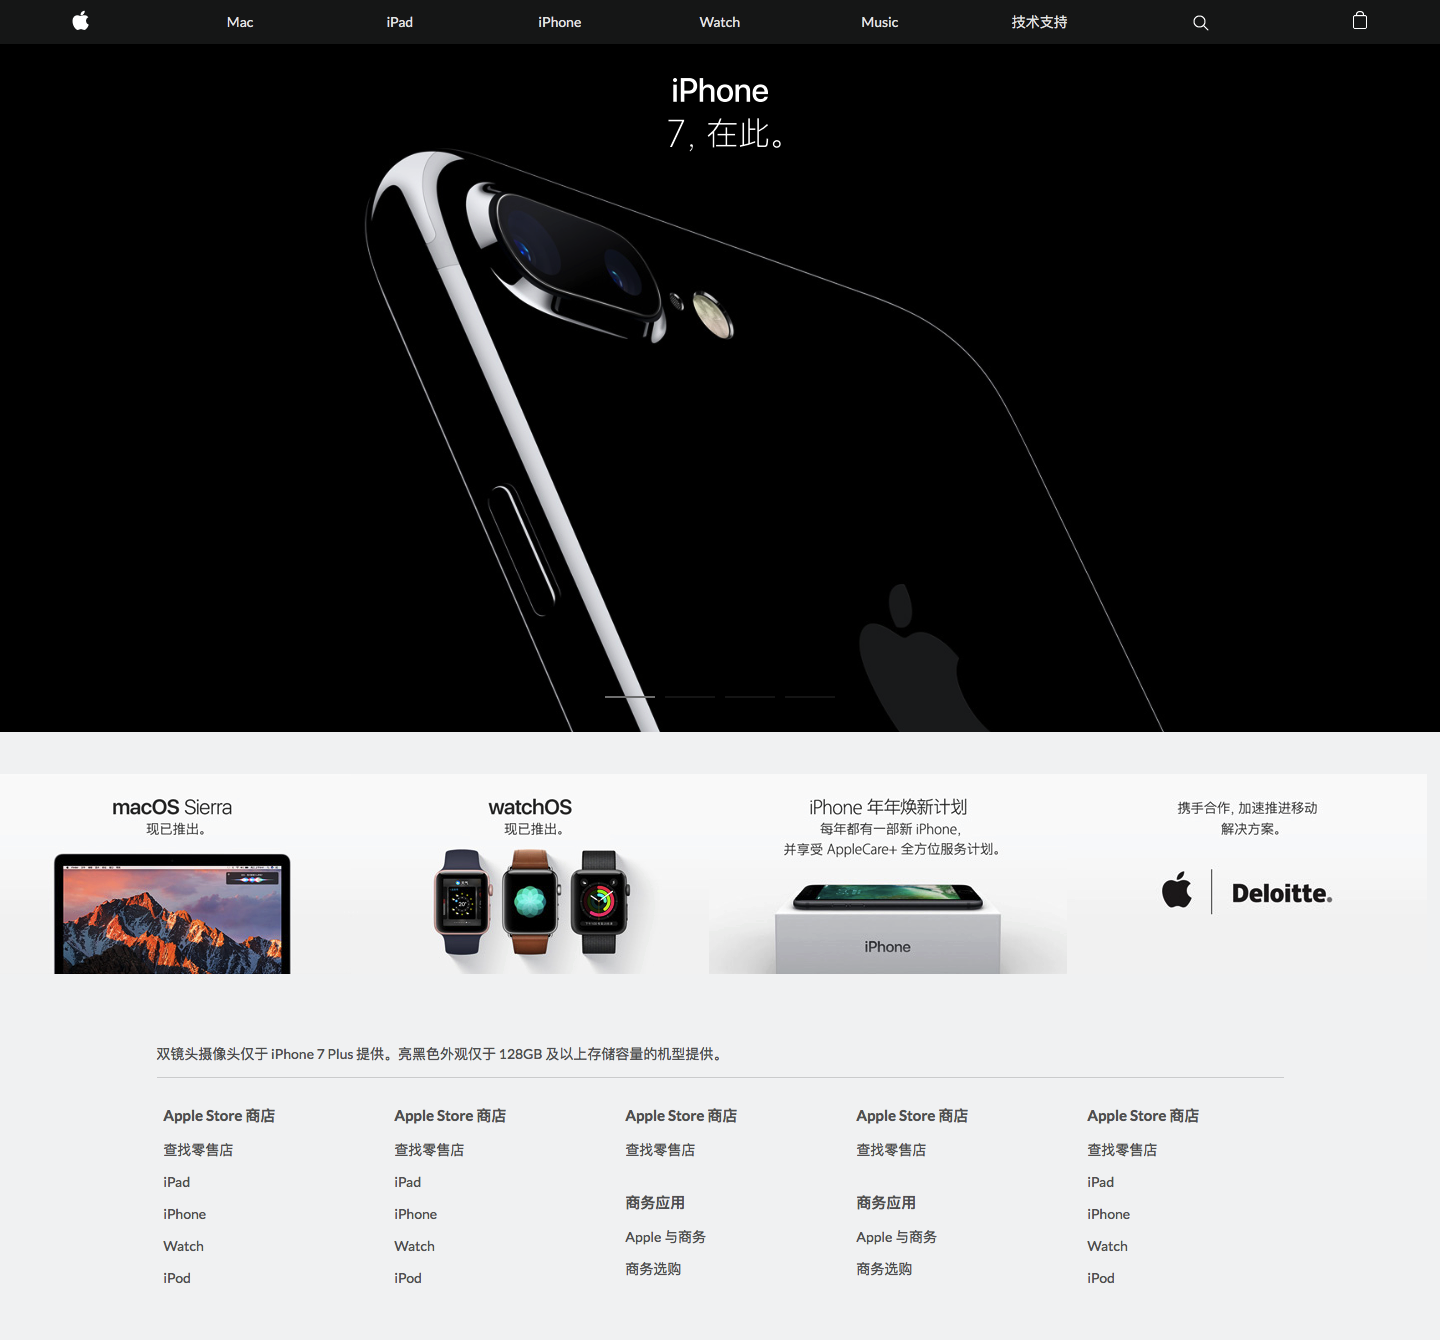 Mac
iPad
iPhone
Watch
Music
技术支持
iPhone
7, 在此。
macOS Sierra
现已推出。
watchOS
现已推出。
20°
iPhone 年年焕新计划
每年都有一部新 iPhone,
并享受 AppleCare+ 全方位服务计划。
iPhone
携手合作, 加速推进移动
解决方案。
Deloitte.
双镜头摄像头仅于 iPhone 7 Plus 提供。亮黑色外观仅于 128GB 及以上存储容量的机型提供。
Apple Store 商店
查找零售店
iPad
iPhone
Watch
iPod
Apple Store 商店
查找零售店
iPad
iPhone
Watch
iPod
Apple Store 商店
查找零售店
商务应用
Apple 与商务
商务选购
Apple Store 商店
查找零售店
商务应用
Apple 与商务
商务选购
Apple Store 商店
查找零售店
iPad
iPhone
Watch
iPod